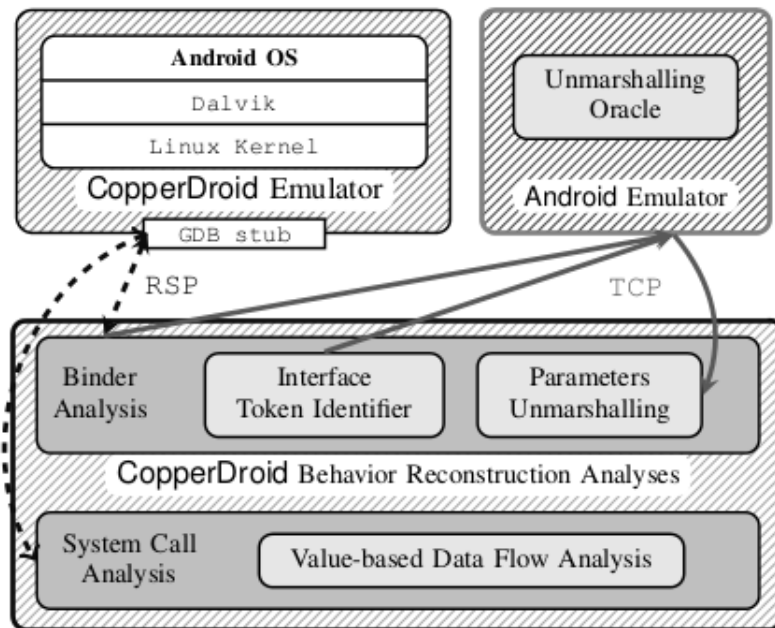 Android OS
Dalvik
Linux Kernel
CopperDroid Emulator
GDB stub
Unmarshalling
Oracle
Android Emulator
RSP
TCP
Binder
Analysis
Interface
Token Identifier
Parameters
Unmarshalling
CopperDroid Behavior Reconstruction Analyses
System Call
Analysis
Value-based Data Flow Analysis